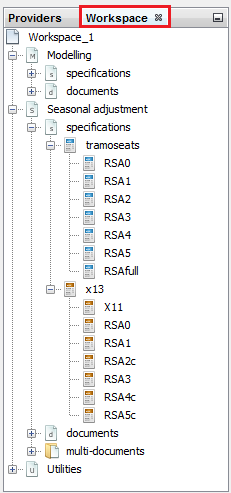 Providers Workspace
Workspace_1
M Modelling
s specifications
d documents
S Seasonal adjustment
s specifications
tramoseats
RSA0
RSA1
RSA2
RSA3
RSA4
RSA5
RSAfull
x13
X11
RSA0
RSA1
RSA2c
RSA3
RSA4c
RSA5c
d documents
multi-documents
u Utilities